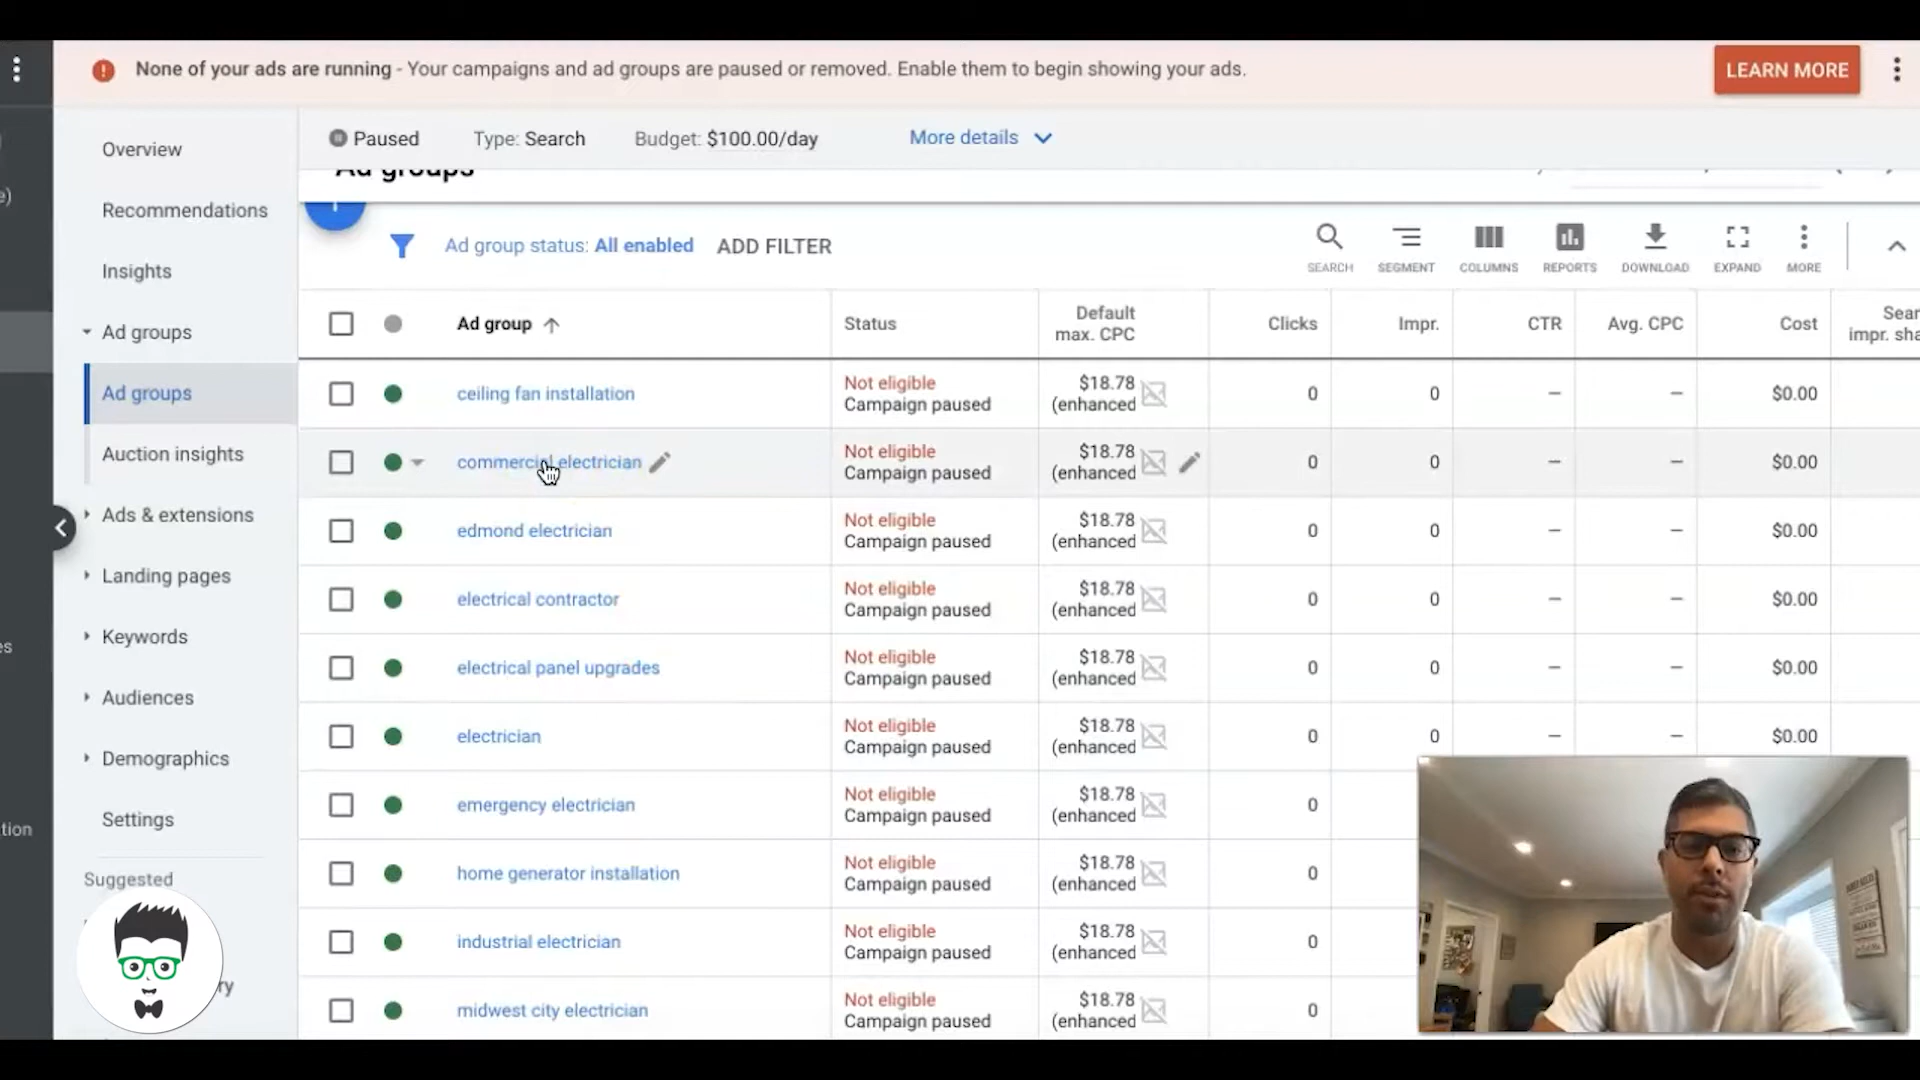 None of your ads are running - Your campaigns and ad groups are paused or removed. Enable them to begin showing your ads.
LEARN MORE
Paused
Type: Search
Budget: $100.00/day
More details
Ad groups
Ad group status: All enabled
ADD FILTER
SEARCH
SEGMENT
COLUMNS
REPORTS
DOWNLOAD
EXPAND
MORE
Overview
Recommendations
Insights
Ad groups
Ad groups
Auction insights
Ads & extensions
Landing pages
Keywords
Audiences
Demographics
Settings
Suggested
ry
e)
es
tion
Ad group
Status
Default
max. CPC
Clicks
Impr.
CTR
Avg. CPC
Cost
Sear
impr. sha
ceiling fan installation
Not eligible
Campaign paused
$18.78
(enhanced
0
0
—
—
$0.00
commercial electrician
Not eligible
Campaign paused
$18.78
(enhanced
0
0
—
—
$0.00
edmond electrician
Not eligible
Campaign paused
$18.78
(enhanced
0
0
—
—
$0.00
electrical contractor
Not eligible
Campaign paused
$18.78
(enhanced
0
0
—
—
$0.00
electrical panel upgrades
Not eligible
Campaign paused
$18.78
(enhanced
0
0
—
—
$0.00
electrician
Not eligible
Campaign paused
$18.78
(enhanced
0
0
—
—
$0.00
emergency electrician
Not eligible
Campaign paused
$18.78
(enhanced
0
home generator installation
Not eligible
Campaign paused
$18.78
(enhanced
0
industrial electrician
Not eligible
Campaign paused
$18.78
(enhanced
0
midwest city electrician
Not eligible
Campaign paused
$18.78
(enhanced
0